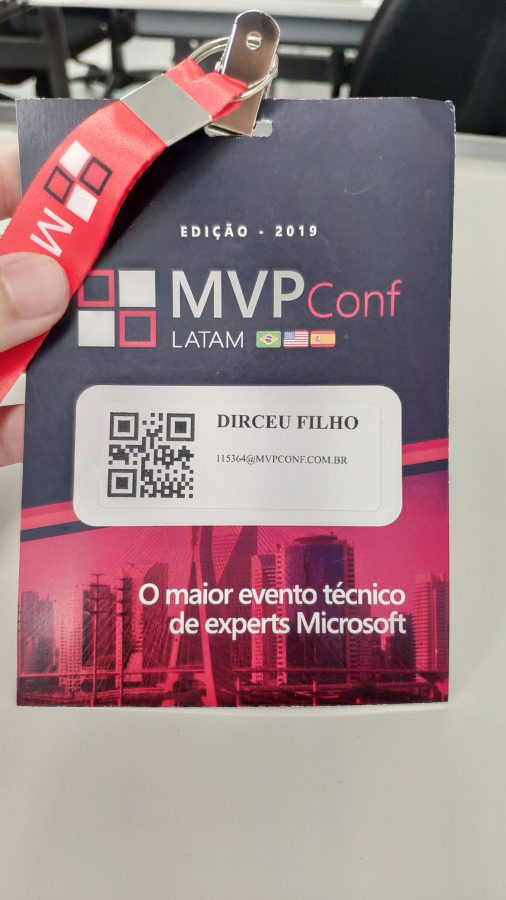 M
EDIÇÃO - 2019
MVPConf
LATAM
DIRCEU FILHO
115364@MVPCONF.COM.BR
O maior evento técnico
de experts Microsoft